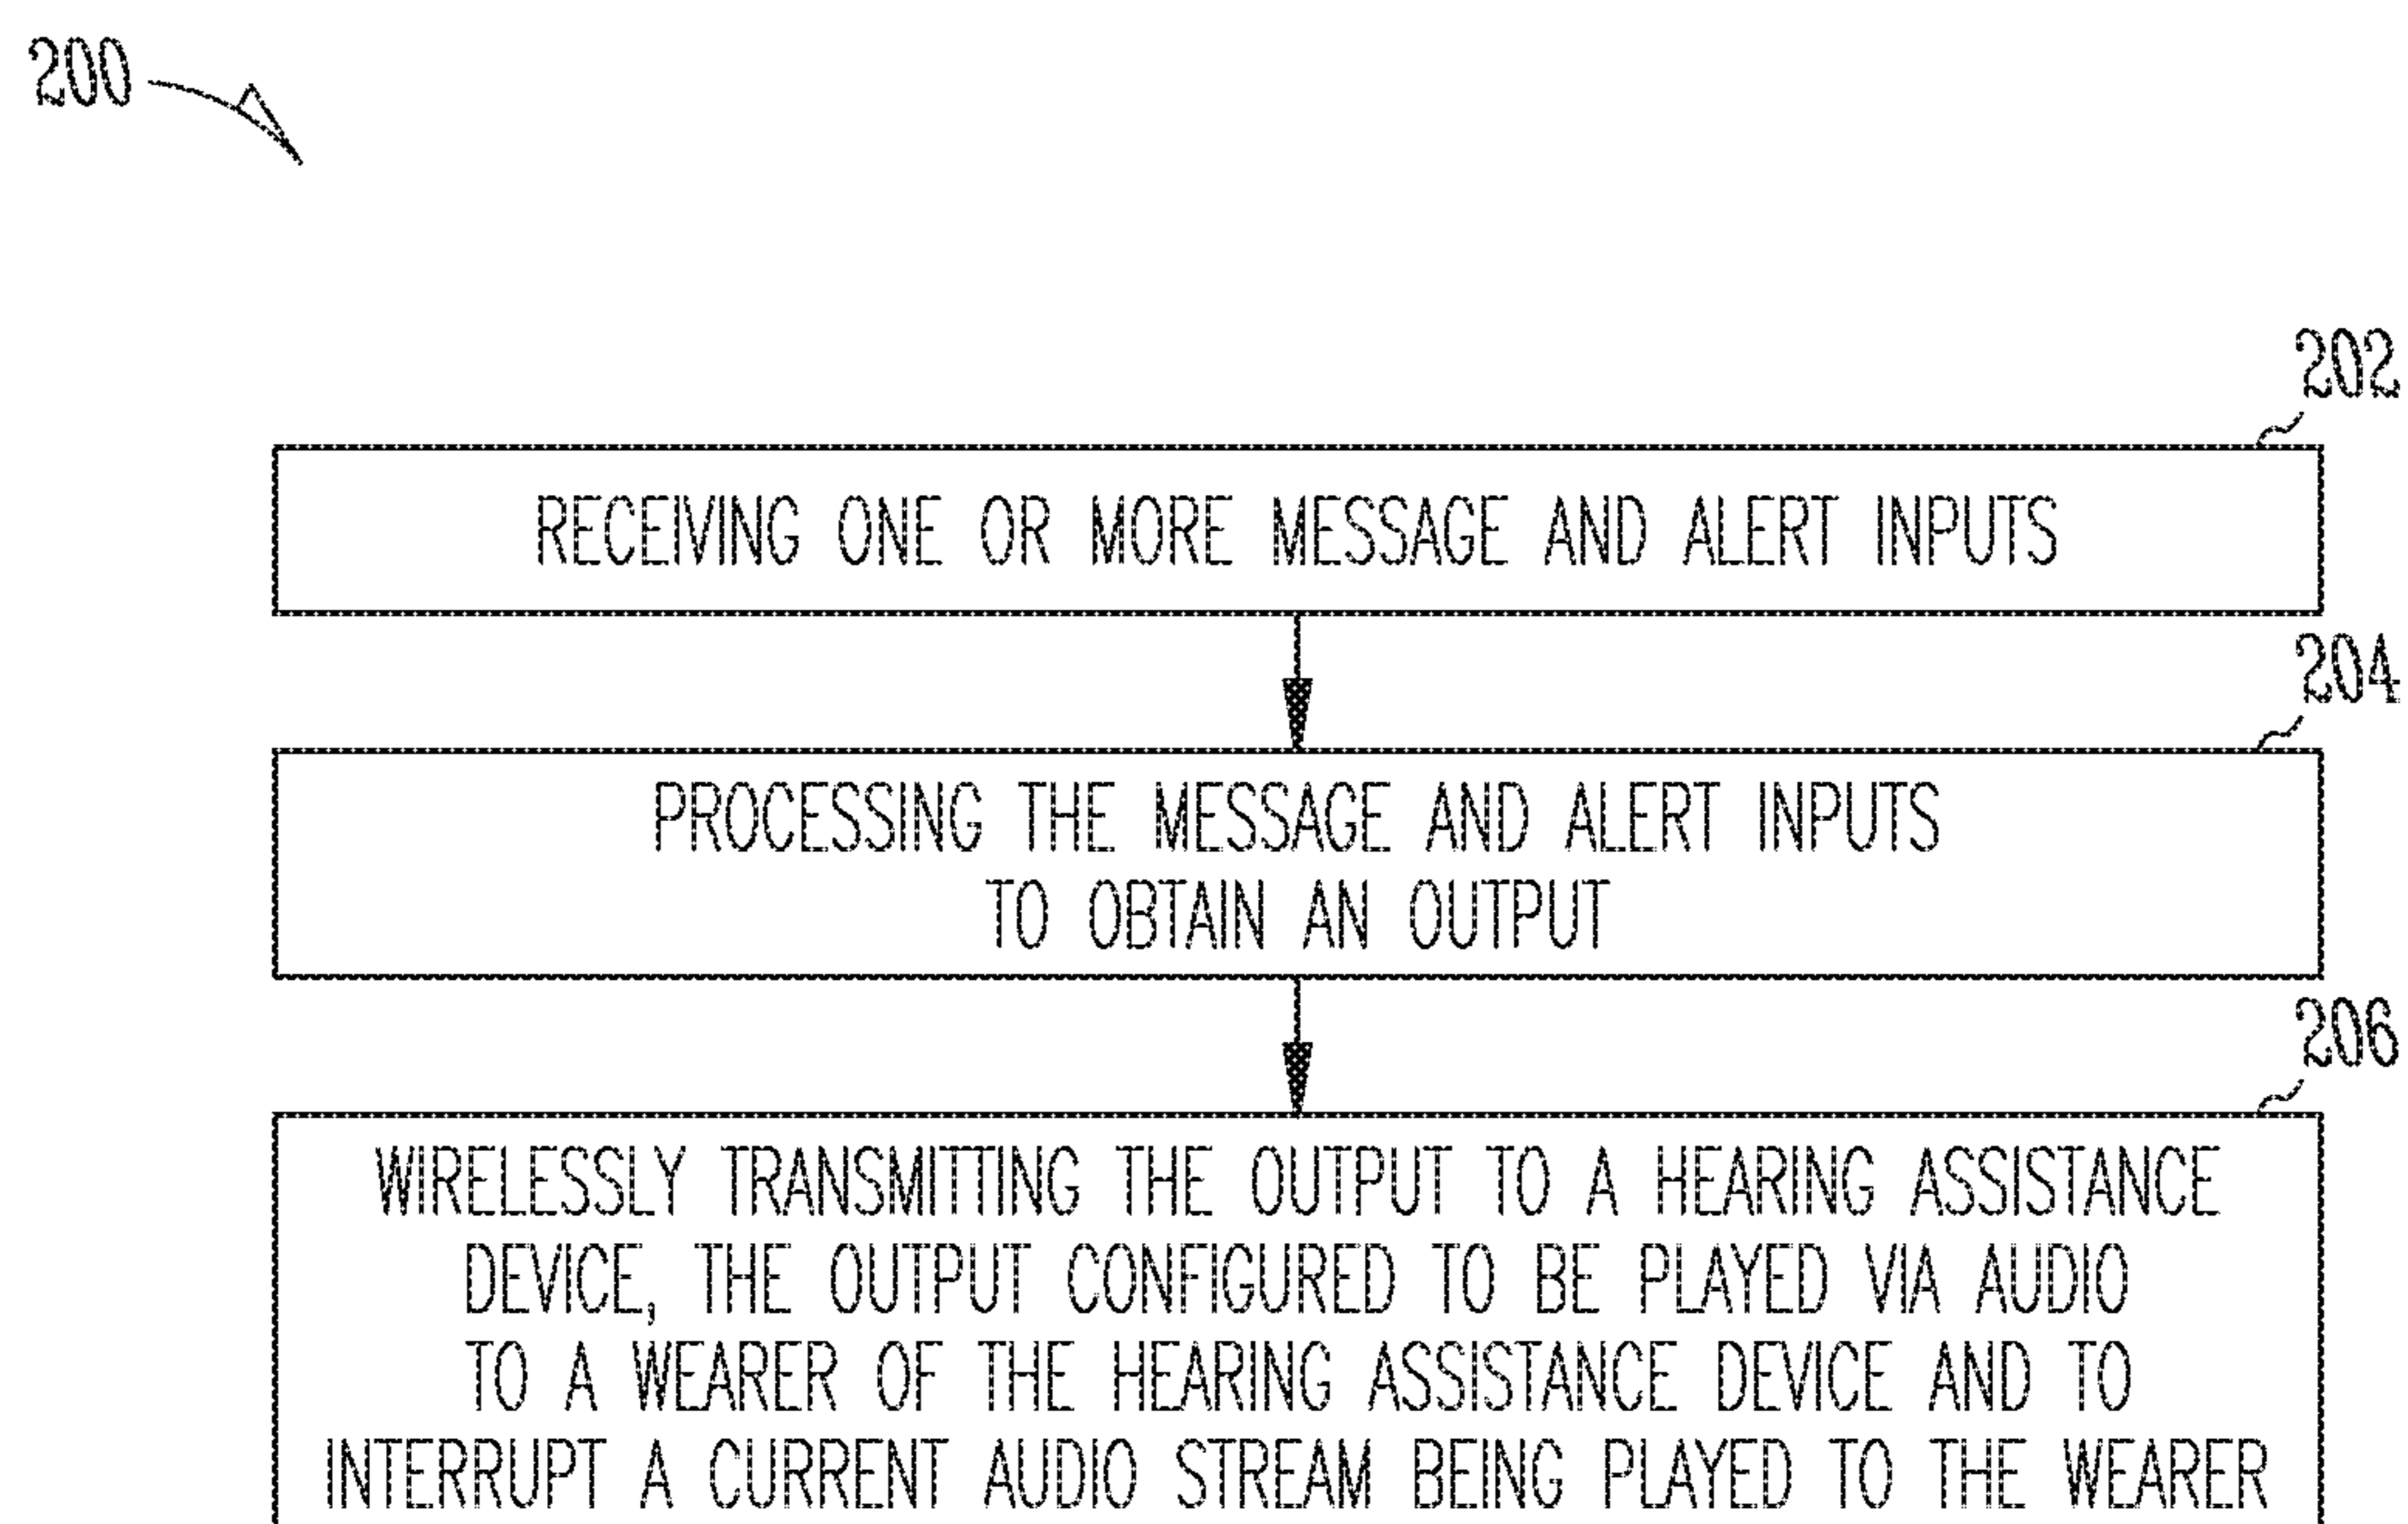 200
202
RECEIVING ONE OR MORE MESSAGE AND ALERT INPUTS
204
PROCESSING THE MESSAGE AND ALERT INPUTS
TO OBTAIN AN OUTPUT
206
WIRELESSLY TRANSMITTING THE OUTPUT TO A HEARING ASSISTANCE
DEVICE, THE OUTPUT CONFIGURED TO BE PLAYED VIA AUDIO
TO A WEARER OF THE HEARING ASSISTANCE DEVICE AND TO
INTERRUPT A CURRENT AUDIO STREAM BEING PLAYED TO THE WEARER